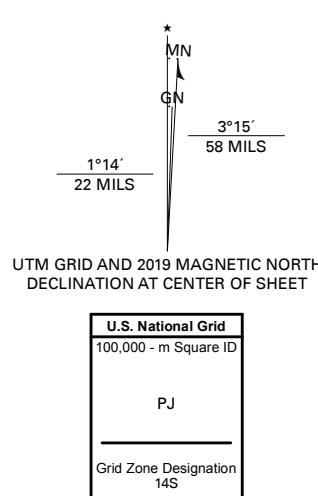 ★
MN
GN
3°15´
58 MILS
1°14´
22 MILS
UTM GRID AND 2019 MAGNETIC NORTH
DECLINATION AT CENTER OF SHEET
U.S. National Grid
100,000 - m Square ID
PJ
Grid Zone Designation
14S